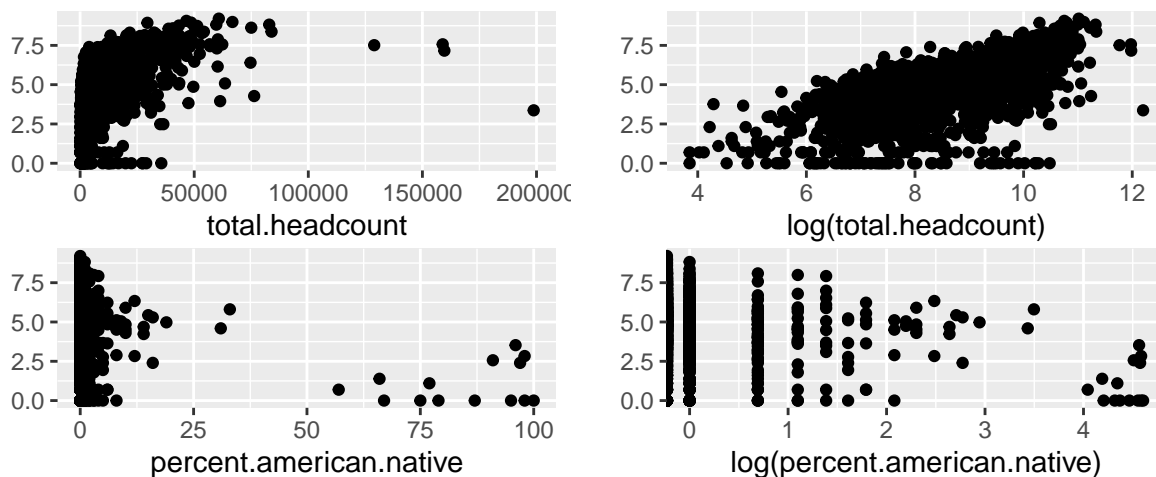 7.5
5.0
2.5
0.0
0 50000 100000 150000 200000
total.headcount
7.5
5.0
2.5
0.0
4 6 8 10 12
log(total.headcount)
7.5
5.0
2.5
0.0
0 25 50 75 100
percent.american.native
7.5
5.0
2.5
0.0
0 1 2 3 4
log(percent.american.native)